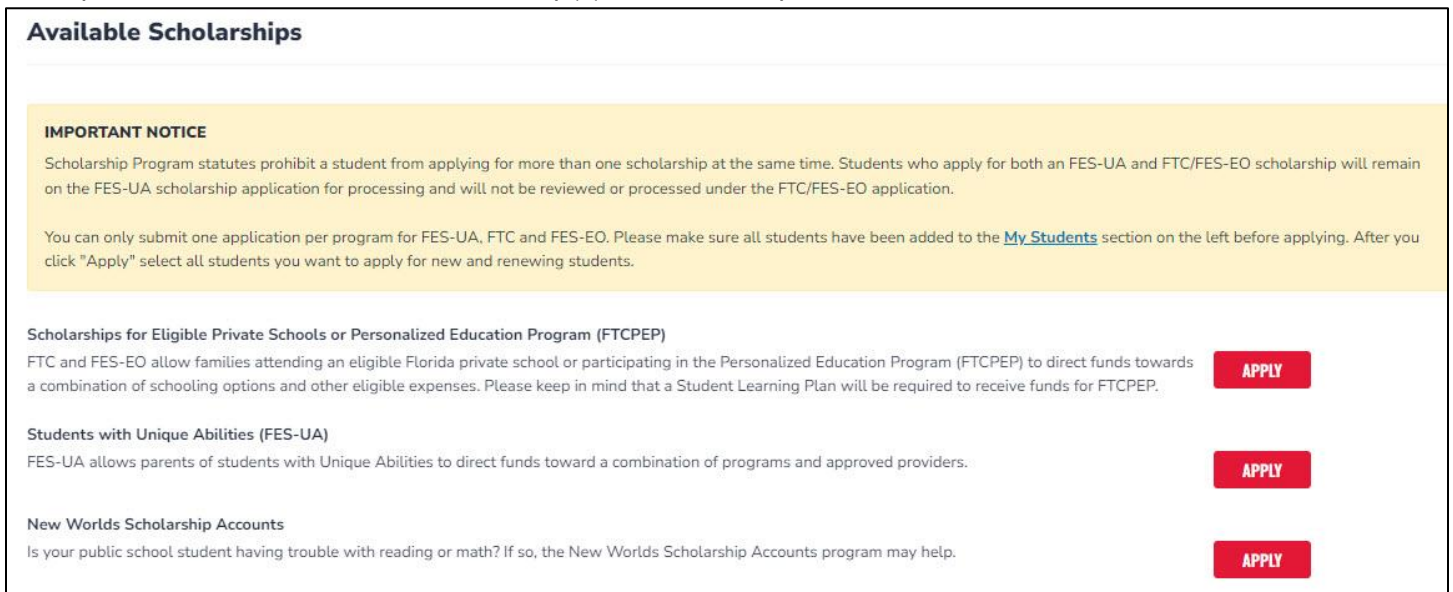 Available Scholarships
IMPORTANT NOTICE
Scholarship Program statutes prohibit a student from applying for more than one scholarship at the same time. Students who apply for both an FES-UA and FTC/FES-EO scholarship will remain
on the FES-UA scholarship application for processing and will not be reviewed or processed under the FTC/FES-EO application.
You can only submit one application per program for FES-UA, FTC and FES-EO. Please make sure all students have been added to the My Students section on the left before applying. After you
click "Apply" select all students you want to apply for new and renewing students.
Scholarships for Eligible Private Schools or Personalized Education Program (FTCPEP)
FTC and FES-EO allow families attending an eligible Florida private school or participating in the Personalized Education Program (FTCPEP) to direct funds towards
a combination of schooling options and other eligible expenses. Please keep in mind that a Student Learning Plan will be required to receive funds for FTCPEP.
APPLY
Students with Unique Abilities (FES-UA)
FES-UA allows parents of students with Unique Abilities to direct funds toward a combination of programs and approved providers.
APPLY
New Worlds Scholarship Accounts
Is your public school student having trouble with reading or math? If so, the New Worlds Scholarship Accounts program may help.
APPLY